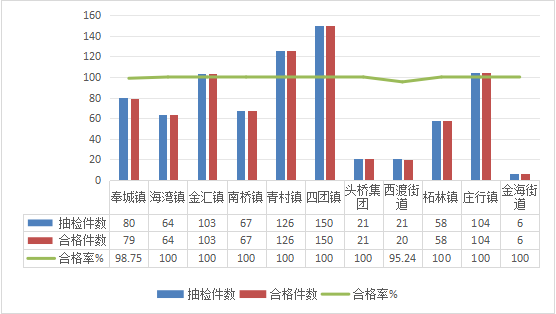 160
140
120
100
80
60
40
20
0
奉城镇 海湾镇 金汇镇 南桥镇 青村镇 四团镇 头桥集团 西渡街道 柘林镇 庄行镇 金海街道
抽检件数 80 64 103 67 126 150 21 21 58 104 6
合格件数 79 64 103 67 126 150 21 20 58 104 6
合格率% 98.75 100 100 100 100 100 100 95.24 100 100 100
抽检件数 合格件数 合格率%